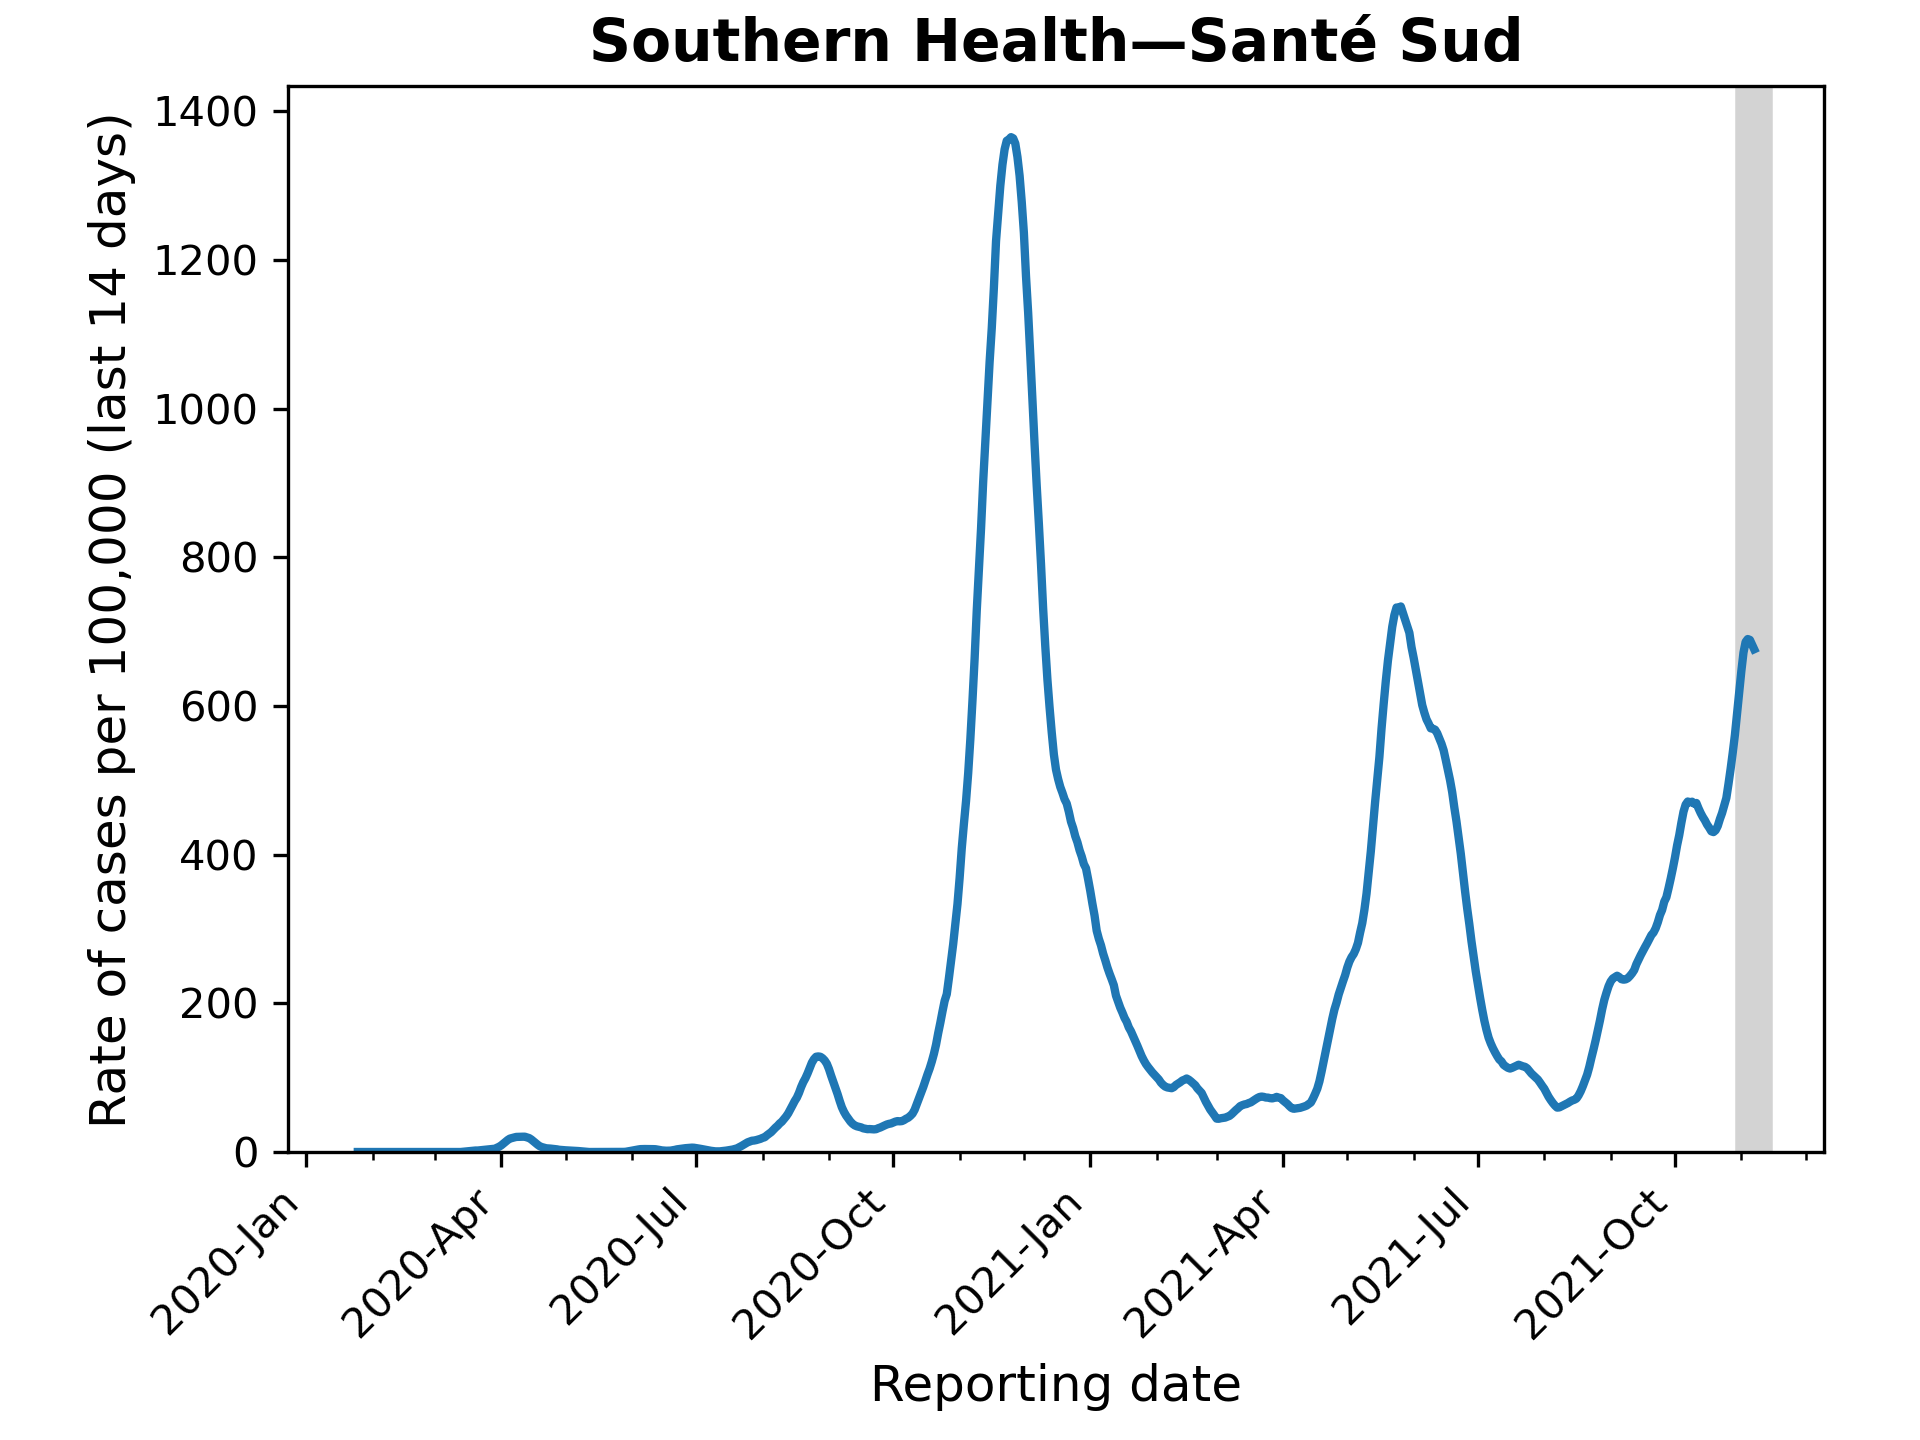 Southern Health—Santé Sud
Rate of cases per 100,000 (last 14 days)
1400
1200
1000
800
600
400
200
0
2020-Jan
2020-Apr
2020-Jul
2020-Oct
2021-Jan
2021-Apr
2021-Jul
2021-Oct
Reporting date